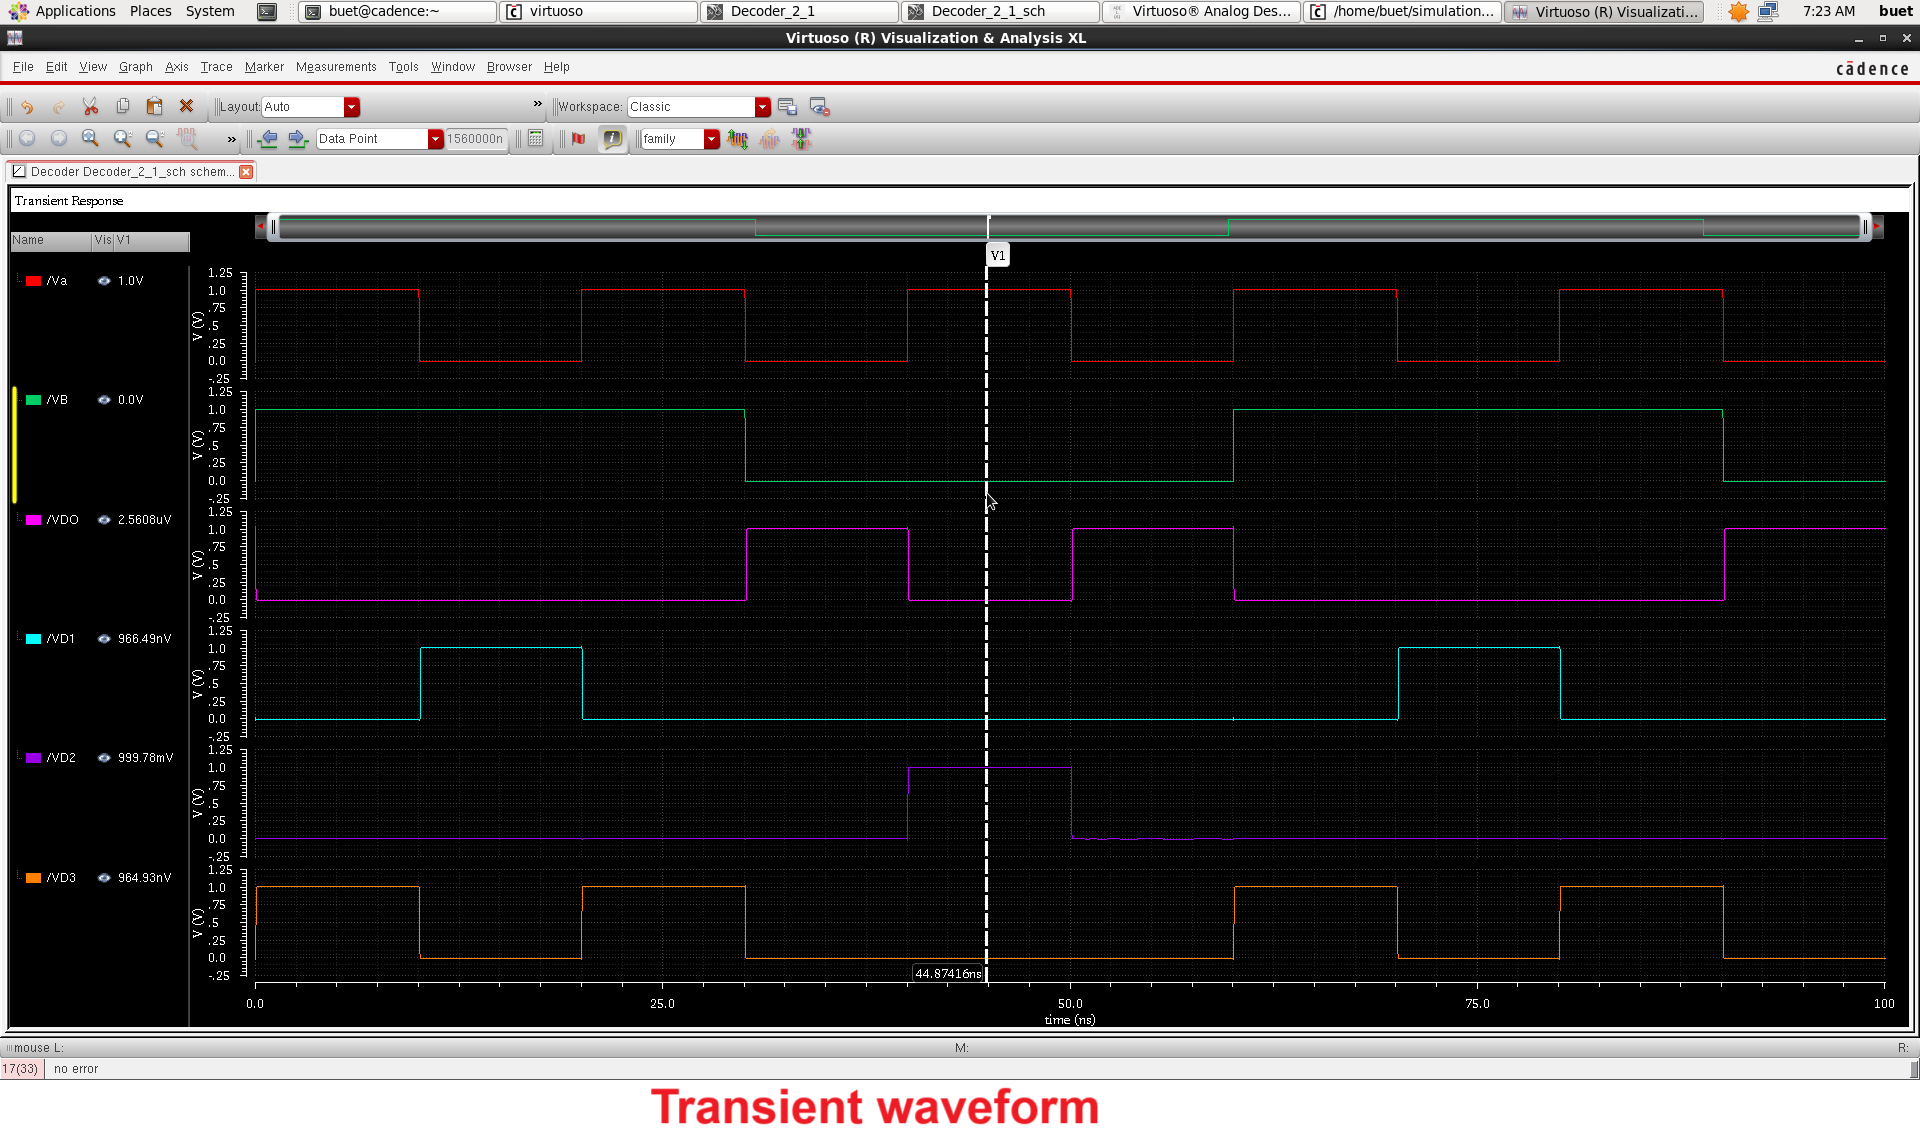 Applications Places System buet@cadence:~ virtuoso Decoder_2_1 Decoder_2_1_sch Virtuoso® Analog Des... /home/buet/simulation... Virtuoso (R) Visualizati... 7:23 AM buet
Virtuoso (R) Visualization & Analysis XL
File Edit View Graph Axis Trace Marker Measurements Tools Window Browser Help cādence
Layout: Auto » Workspace: Classic
» Data Point 1560000n family
Decoder Decoder_2_1_sch schem...
Transient Response
Name Vis V1
V1
/Va 1.0V
V (V) 1.25 1.0 .75 .5 .25 0.0 -.25
/VB 0.0V
V (V) 1.25 1.0 .75 .5 .25 0.0 -.25
/VDO 2.5608uV
V (V) 1.25 1.0 .75 .5 .25 0.0 -.25
/VD1 966.49nV
V (V) 1.25 1.0 .75 .5 .25 0.0 -.25
/VD2 999.78mV
V (V) 1.25 1.0 .75 .5 .25 0.0 -.25
/VD3 964.93nV
V (V) 1.25 1.0 .75 .5 .25 0.0 -.25
44.87416ns
0.0 25.0 50.0 75.0 100
time (ns)
mouse L: M: R:
17(33) no error
Transient waveform